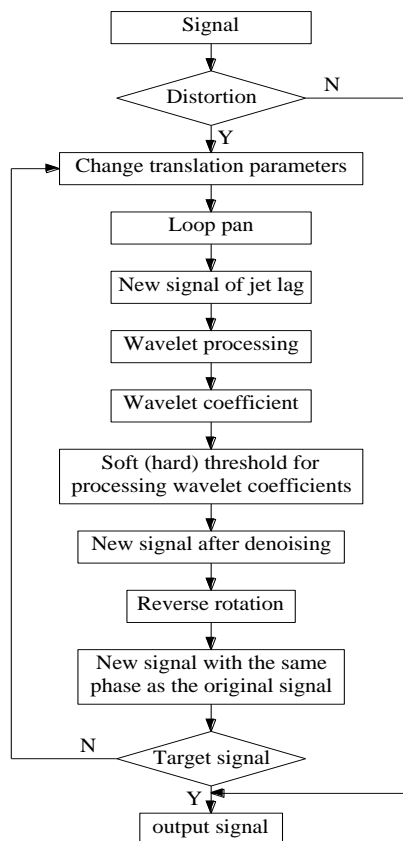 Signal
Distortion
N
Y
Change translation parameters
Loop pan
New signal of jet lag
Wavelet processing
Wavelet coefficient
Soft (hard) threshold for
processing wavelet coefficients
New signal after denoising
Reverse rotation
New signal with the same
phase as the original signal
N
Target signal
Y
output signal